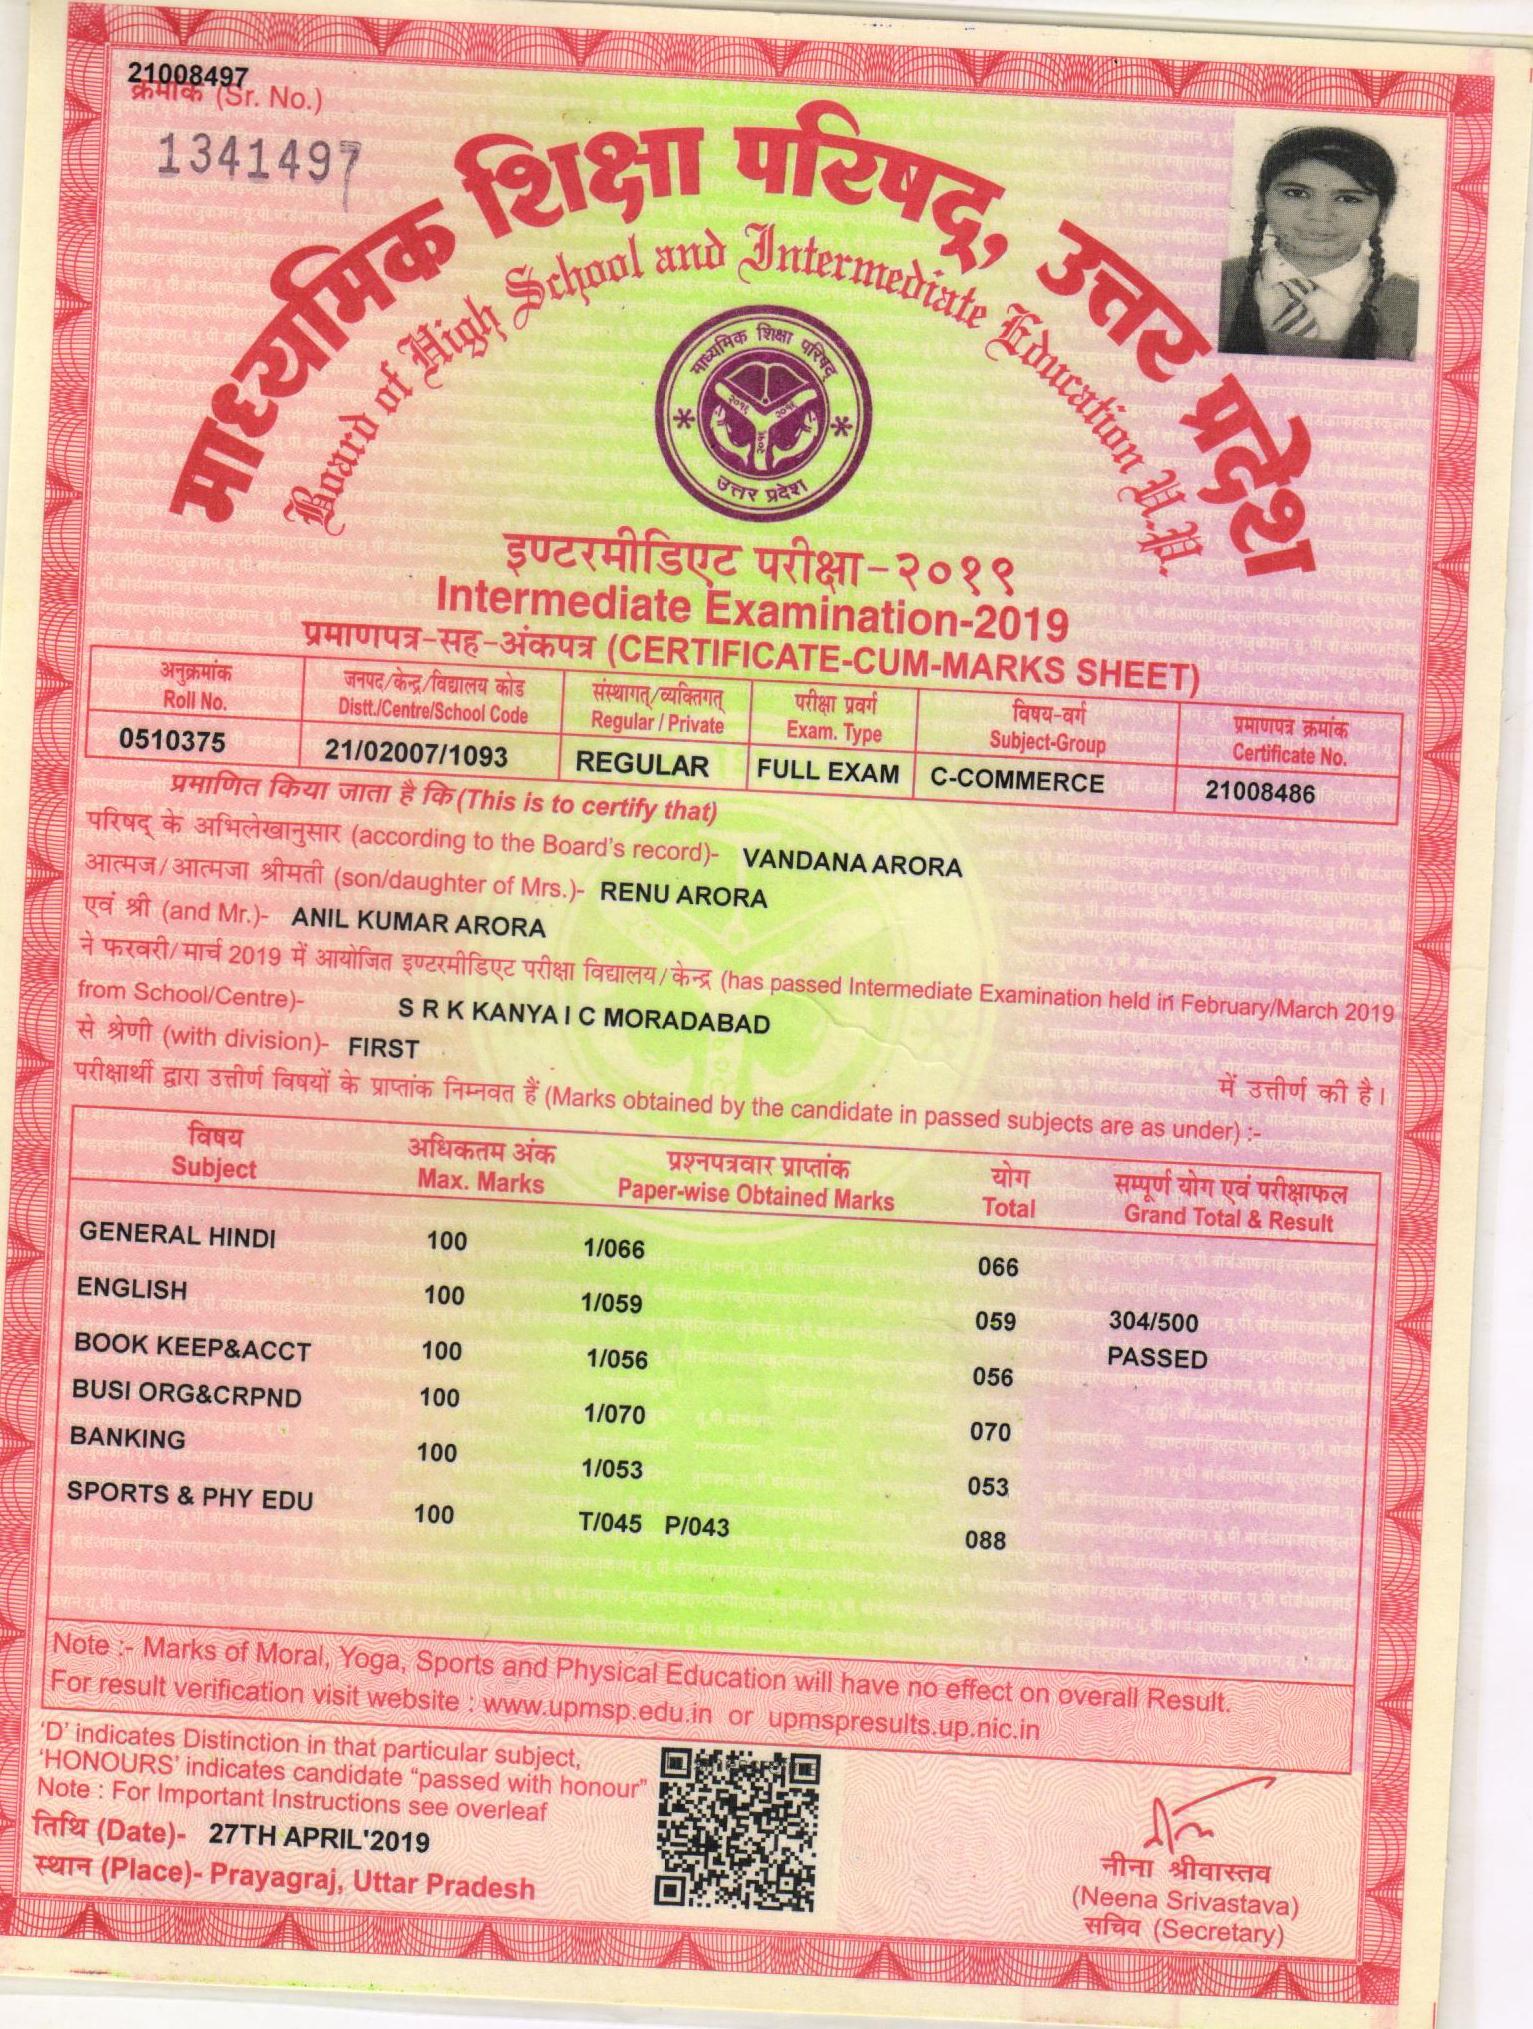 21008497
क्रमांक (Sr. No.)
1341497
माध्यमिक शिक्षा परिषद्, उत्तर प्रदेश
Board of High School and Intermediate Education U.P.
माध्यमिक शिक्षा परिषद्
उत्तर प्रदेश
इण्टरमीडिएट परीक्षा-२०१९
Intermediate Examination-2019
प्रमाणपत्र-सह-अंकपत्र (CERTIFICATE-CUM-MARKS SHEET)
अनुक्रमांक जनपद/केन्द्र/विद्यालय कोड संस्थागत्/व्यक्तिगत् परीक्षा प्रवर्ग विषय-वर्ग प्रमाणपत्र क्रमांक
Roll No. Distt./Centre/School Code Regular / Private Exam. Type Subject-Group Certificate No.
0510375 21/02007/1093 REGULAR FULL EXAM C-COMMERCE 21008486
प्रमाणित किया जाता है कि (This is to certify that)
परिषद् के अभिलेखानुसार (according to the Board's record)- VANDANA ARORA
आत्मज/आत्मजा श्रीमती (son/daughter of Mrs.)- RENU ARORA
एवं श्री (and Mr.)- ANIL KUMAR ARORA
ने फरवरी/मार्च 2019 में आयोजित इण्टरमीडिएट परीक्षा विद्यालय/केन्द्र (has passed Intermediate Examination held in February/March 2019
from School/Centre)- S R K KANYA I C MORADABAD
से श्रेणी (with division)- FIRST
में उत्तीर्ण की है।
परीक्षार्थी द्वारा उत्तीर्ण विषयों के प्राप्तांक निम्नवत हैं (Marks obtained by the candidate in passed subjects are as under) :-
विषय अधिकतम अंक प्रश्नपत्रवार प्राप्तांक योग सम्पूर्ण योग एवं परीक्षाफल
Subject Max. Marks Paper-wise Obtained Marks Total Grand Total & Result
GENERAL HINDI 100 1/066 066
ENGLISH 100 1/059 059 304/500
BOOK KEEP&ACCT 100 1/056 056 PASSED
BUSI ORG&CRPND 100 1/070 070
BANKING 100 1/053 053
SPORTS & PHY EDU 100 T/045 P/043 088
Note :- Marks of Moral, Yoga, Sports and Physical Education will have no effect on overall Result.
For result verification visit website : www.upmsp.edu.in or upmspresults.up.nic.in
'D' indicates Distinction in that particular subject,
'HONOURS' indicates candidate "passed with honour"
Note : For Important Instructions see overleaf
तिथि (Date)- 27TH APRIL'2019
स्थान (Place)- Prayagraj, Uttar Pradesh
नीना श्रीवास्तव
(Neena Srivastava)
सचिव (Secretary)